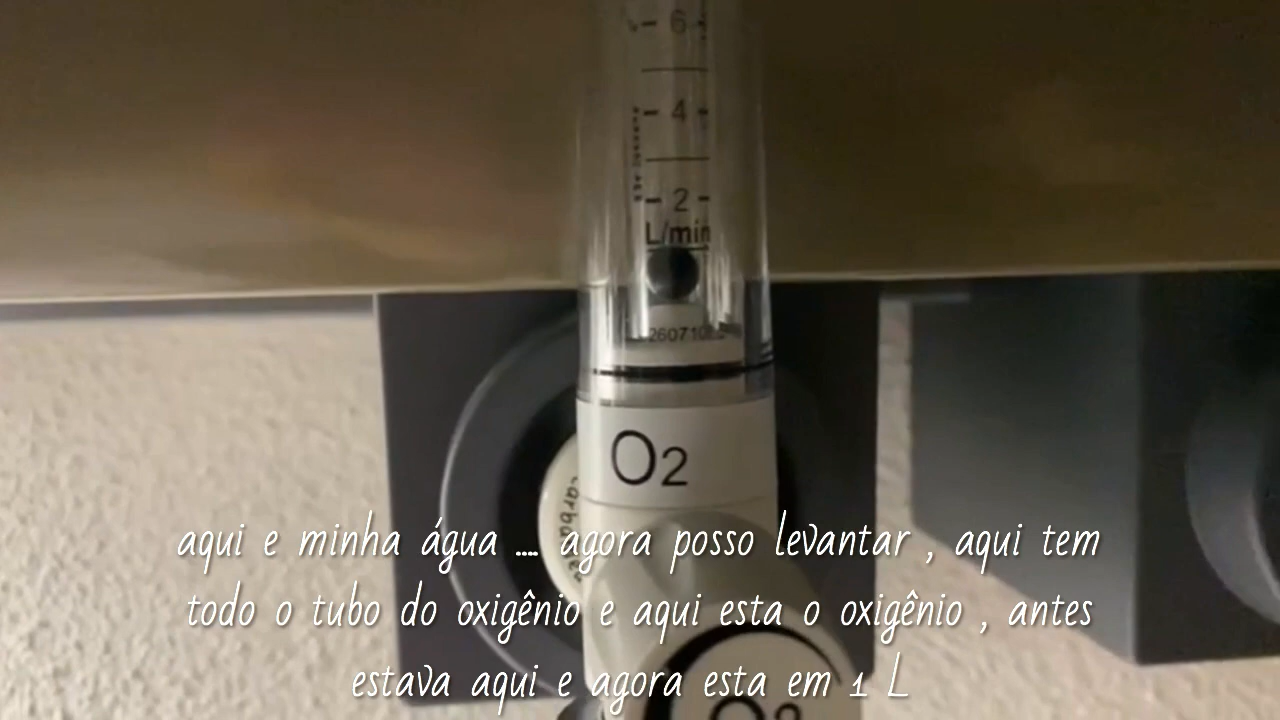 6
4
2
L/min
O2
aqui e minha água .... agora posso levantar , aqui tem
todo o tubo do oxigênio e aqui esta o oxigênio , antes
estava aqui e agora esta em 1 L